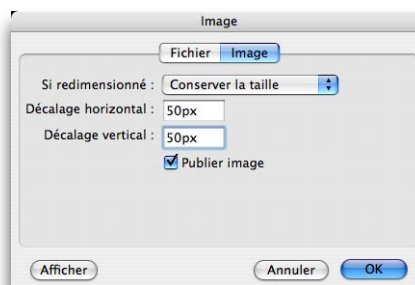 Image
Fichier Image
Si redimensionné : Conserver la taille
Décalage horizontal : 50px
Décalage vertical : 50px
Publier image
Afficher Annuler OK